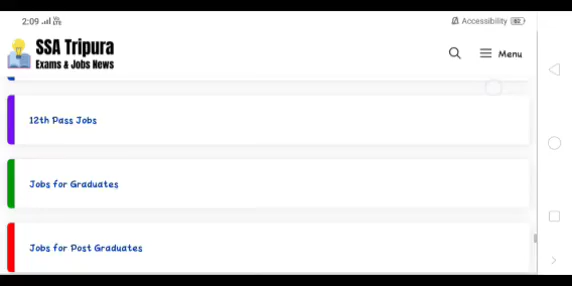 2:09
Accessibility
SSA Tripura
Exams & Jobs News
Menu
12th Pass Jobs
Jobs for Graduates
Jobs for Post Graduates